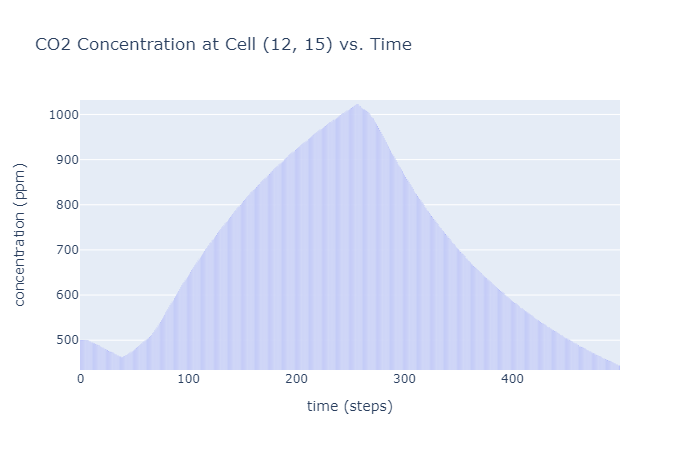 CO2 Concentration at Cell (12, 15) vs. Time
1000
900
800
700
600
500
concentration (ppm)
0 100 200 300 400
time (steps)